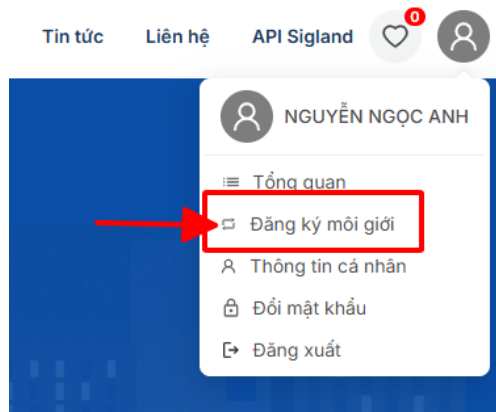 Tin tức Liên hệ API Sigland 0
NGUYỄN NGỌC ANH
Tổng quan
Đăng ký môi giới
Thông tin cá nhân
Đổi mật khẩu
Đăng xuất